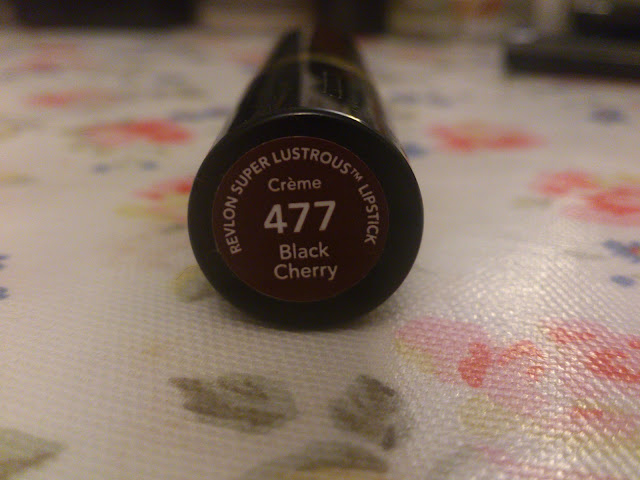 REVLON SUPER LUSTROUS™ LIPSTICK
Crème
477
Black
Cherry